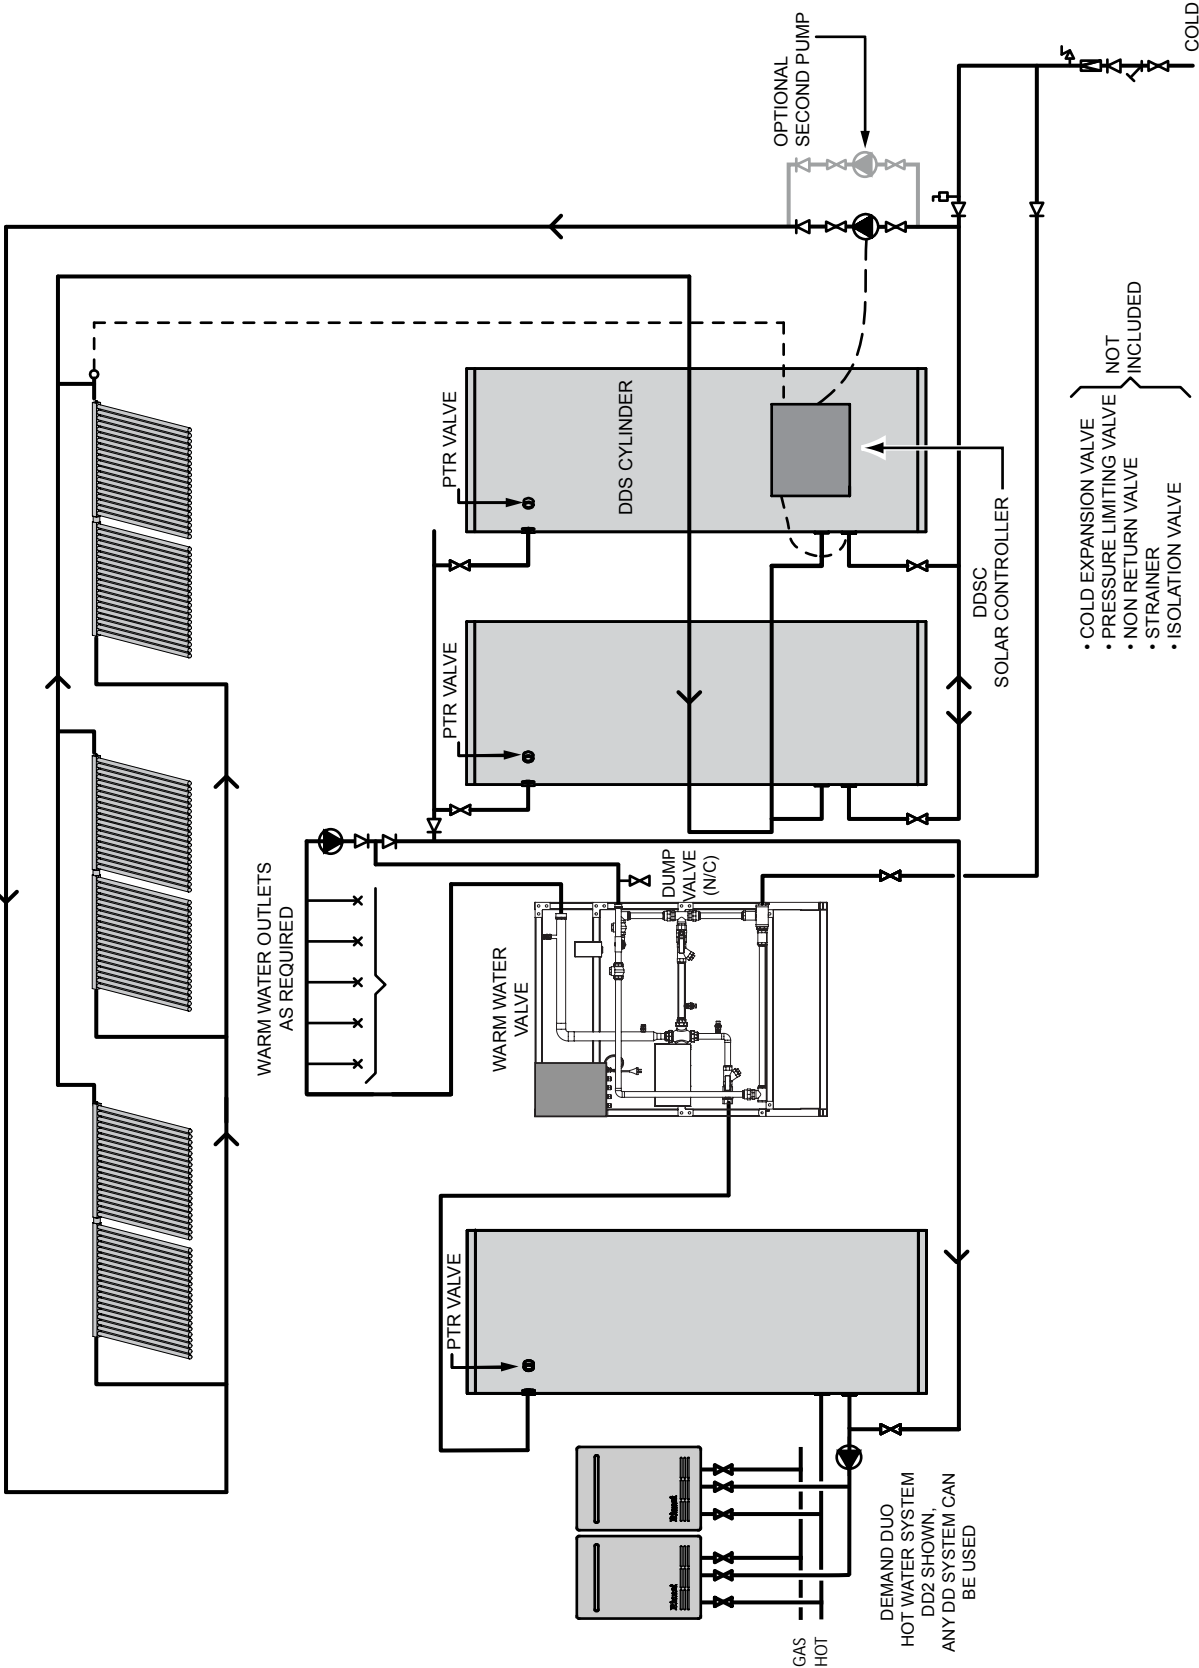 COLD
OPTIONAL
SECOND PUMP
PTR VALVE
DDS CYLINDER
NOT
INCLUDED
• COLD EXPANSION VALVE
• PRESSURE LIMITING VALVE
• NON RETURN VALVE
• STRAINER
• ISOLATION VALVE
DDSC
SOLAR CONTROLLER
PTR VALVE
WARM WATER OUTLETS
AS REQUIRED
DUMP
VALVE
(N/C)
WARM WATER
VALVE
PTR VALVE
DEMAND DUO
HOT WATER SYSTEM
DD2 SHOWN,
ANY DD SYSTEM CAN
BE USED
GAS
HOT